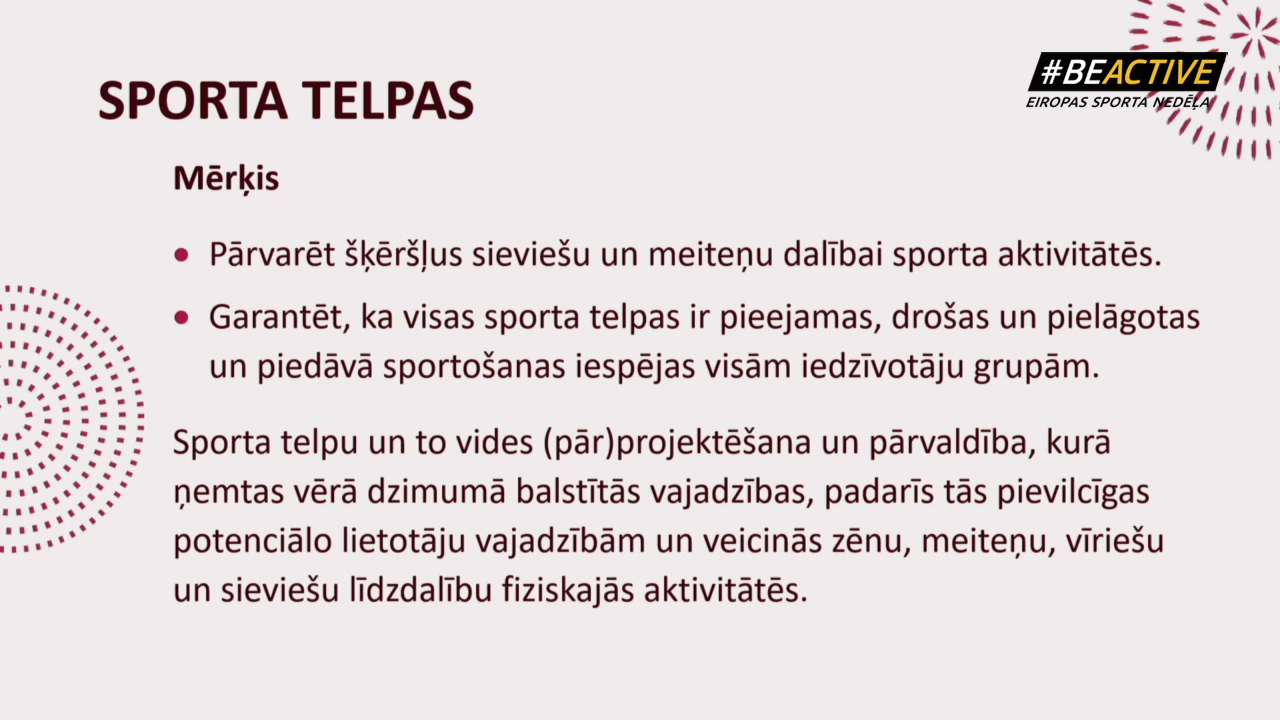 #BEACTIVE
EIROPAS SPORTA NEDĒĻA
SPORTA TELPAS
Mērķis
• Pārvarēt šķēršļus sieviešu un meiteņu dalībai sporta aktivitātēs.
• Garantēt, ka visas sporta telpas ir pieejamas, drošas un pielāgotas
un piedāvā sportošanas iespējas visām iedzīvotāju grupām.
Sporta telpu un to vides (pār)projektēšana un pārvaldība, kurā
ņemtas vērā dzimumā balstītās vajadzības, padarīs tās pievilcīgas
potenciālo lietotāju vajadzībām un veicinās zēnu, meiteņu, vīriešu
un sieviešu līdzdalību fiziskajās aktivitātēs.